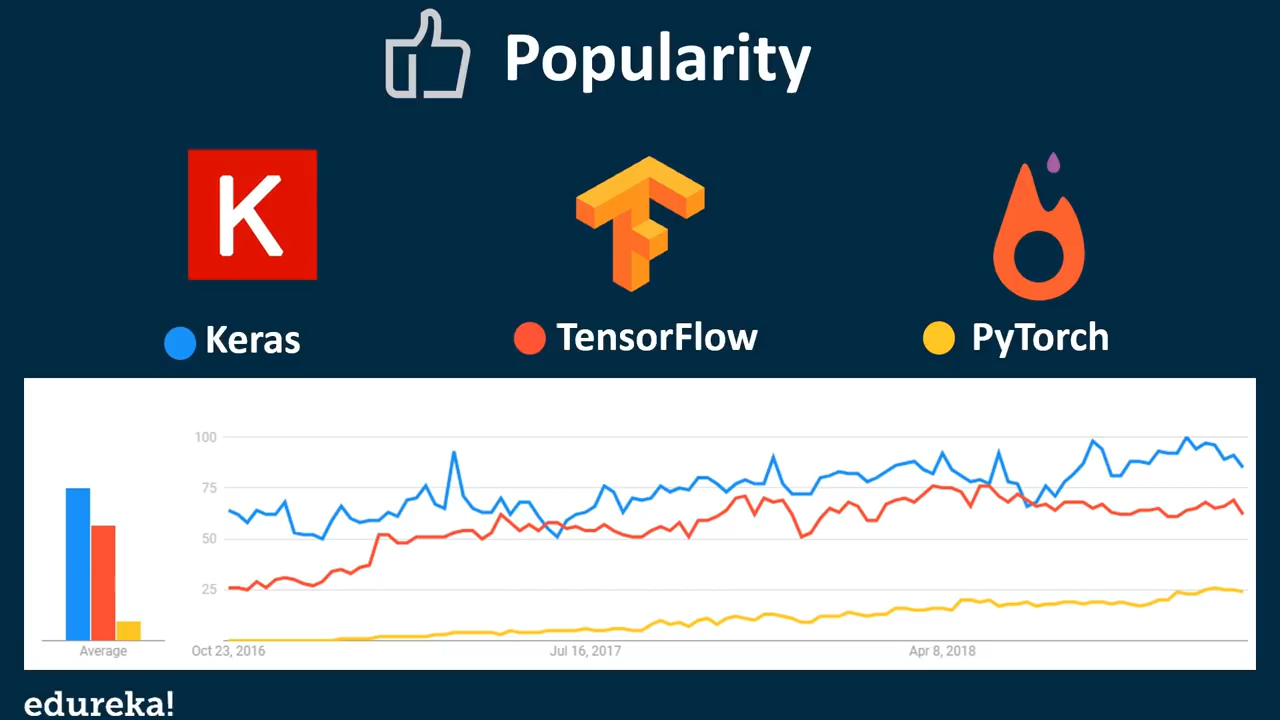 Popularity
K
Keras
TensorFlow
PyTorch
100
75
50
25
Average
Oct 23, 2016
Jul 16, 2017
Apr 8, 2018
edureka!